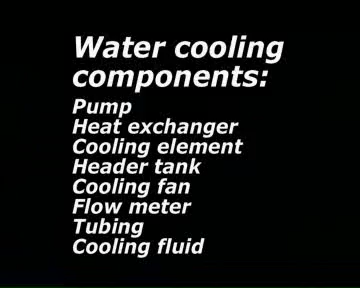 Water cooling
components:
Pump
Heat exchanger
Cooling element
Header tank
Cooling fan
Flow meter
Tubing
Cooling fluid